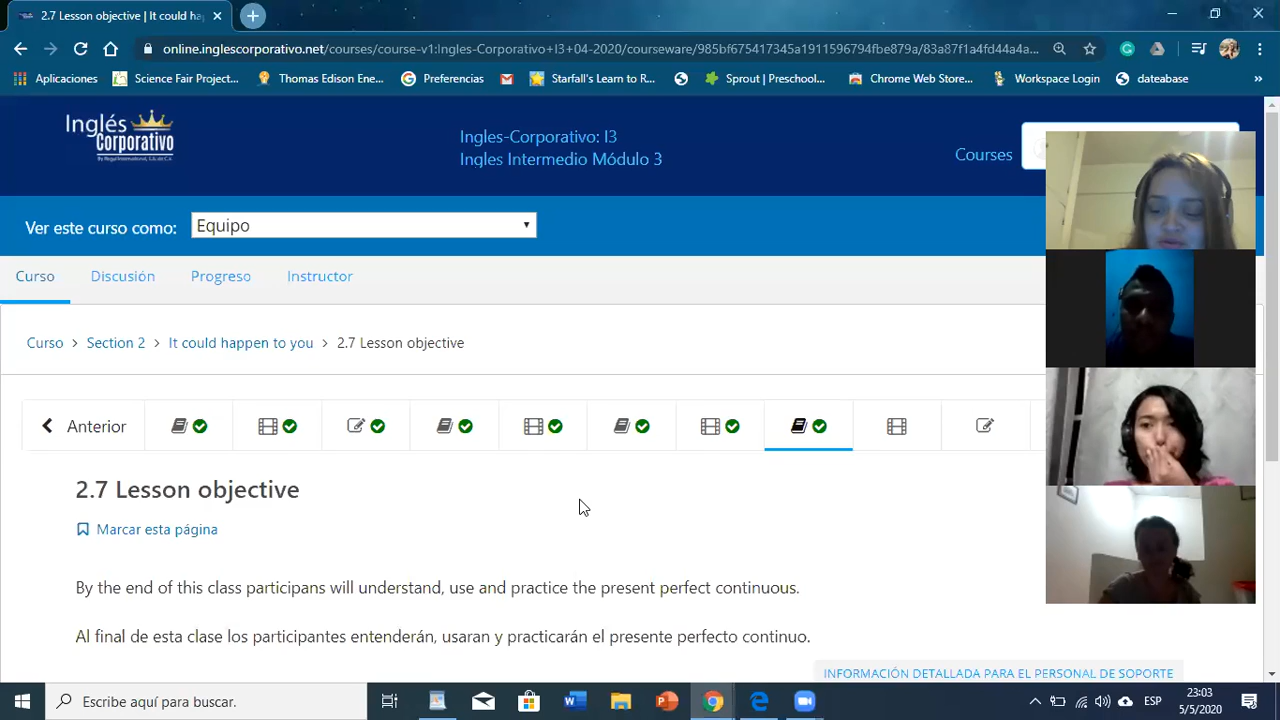 2.7 Lesson objective | It could ha
online.inglescorporativo.net/courses/course-v1:Ingles-Corporativo+I3+04-2020/courseware/985bf675417345a1911596794fbe879a/83a87f1a4fd44a4a...
Aplicaciones Science Fair Project... Thomas Edison Ene... Preferencias Starfall's Learn to R... Sprout | Preschool... Chrome Web Store... Workspace Login dateabase »
Inglés
Corporativo
Ingles-Corporativo: I3
Ingles Intermedio Módulo 3
Courses
Ver este curso como: Equipo
Curso Discusión Progreso Instructor
Curso > Section 2 > It could happen to you > 2.7 Lesson objective
Anterior
2.7 Lesson objective
Marcar esta página
By the end of this class participans will understand, use and practice the present perfect continuous.
Al final de esta clase los participantes entenderán, usaran y practicarán el presente perfecto continuo.
INFORMACIÓN DETALLADA PARA EL PERSONAL DE SOPORTE
Escribe aquí para buscar.
ESP
23:03
5/5/2020